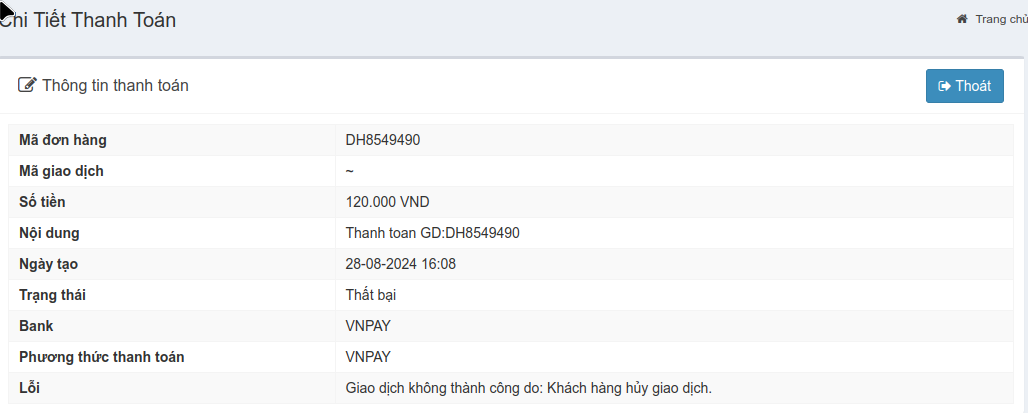 Chi Tiết Thanh Toán
Trang chủ
Thông tin thanh toán
Thoát
Mã đơn hàng DH8549490
Mã giao dịch ~
Số tiền 120.000 VND
Nội dung Thanh toan GD:DH8549490
Ngày tạo 28-08-2024 16:08
Trạng thái Thất bại
Bank VNPAY
Phương thức thanh toán VNPAY
Lỗi Giao dịch không thành công do: Khách hàng hủy giao dịch.